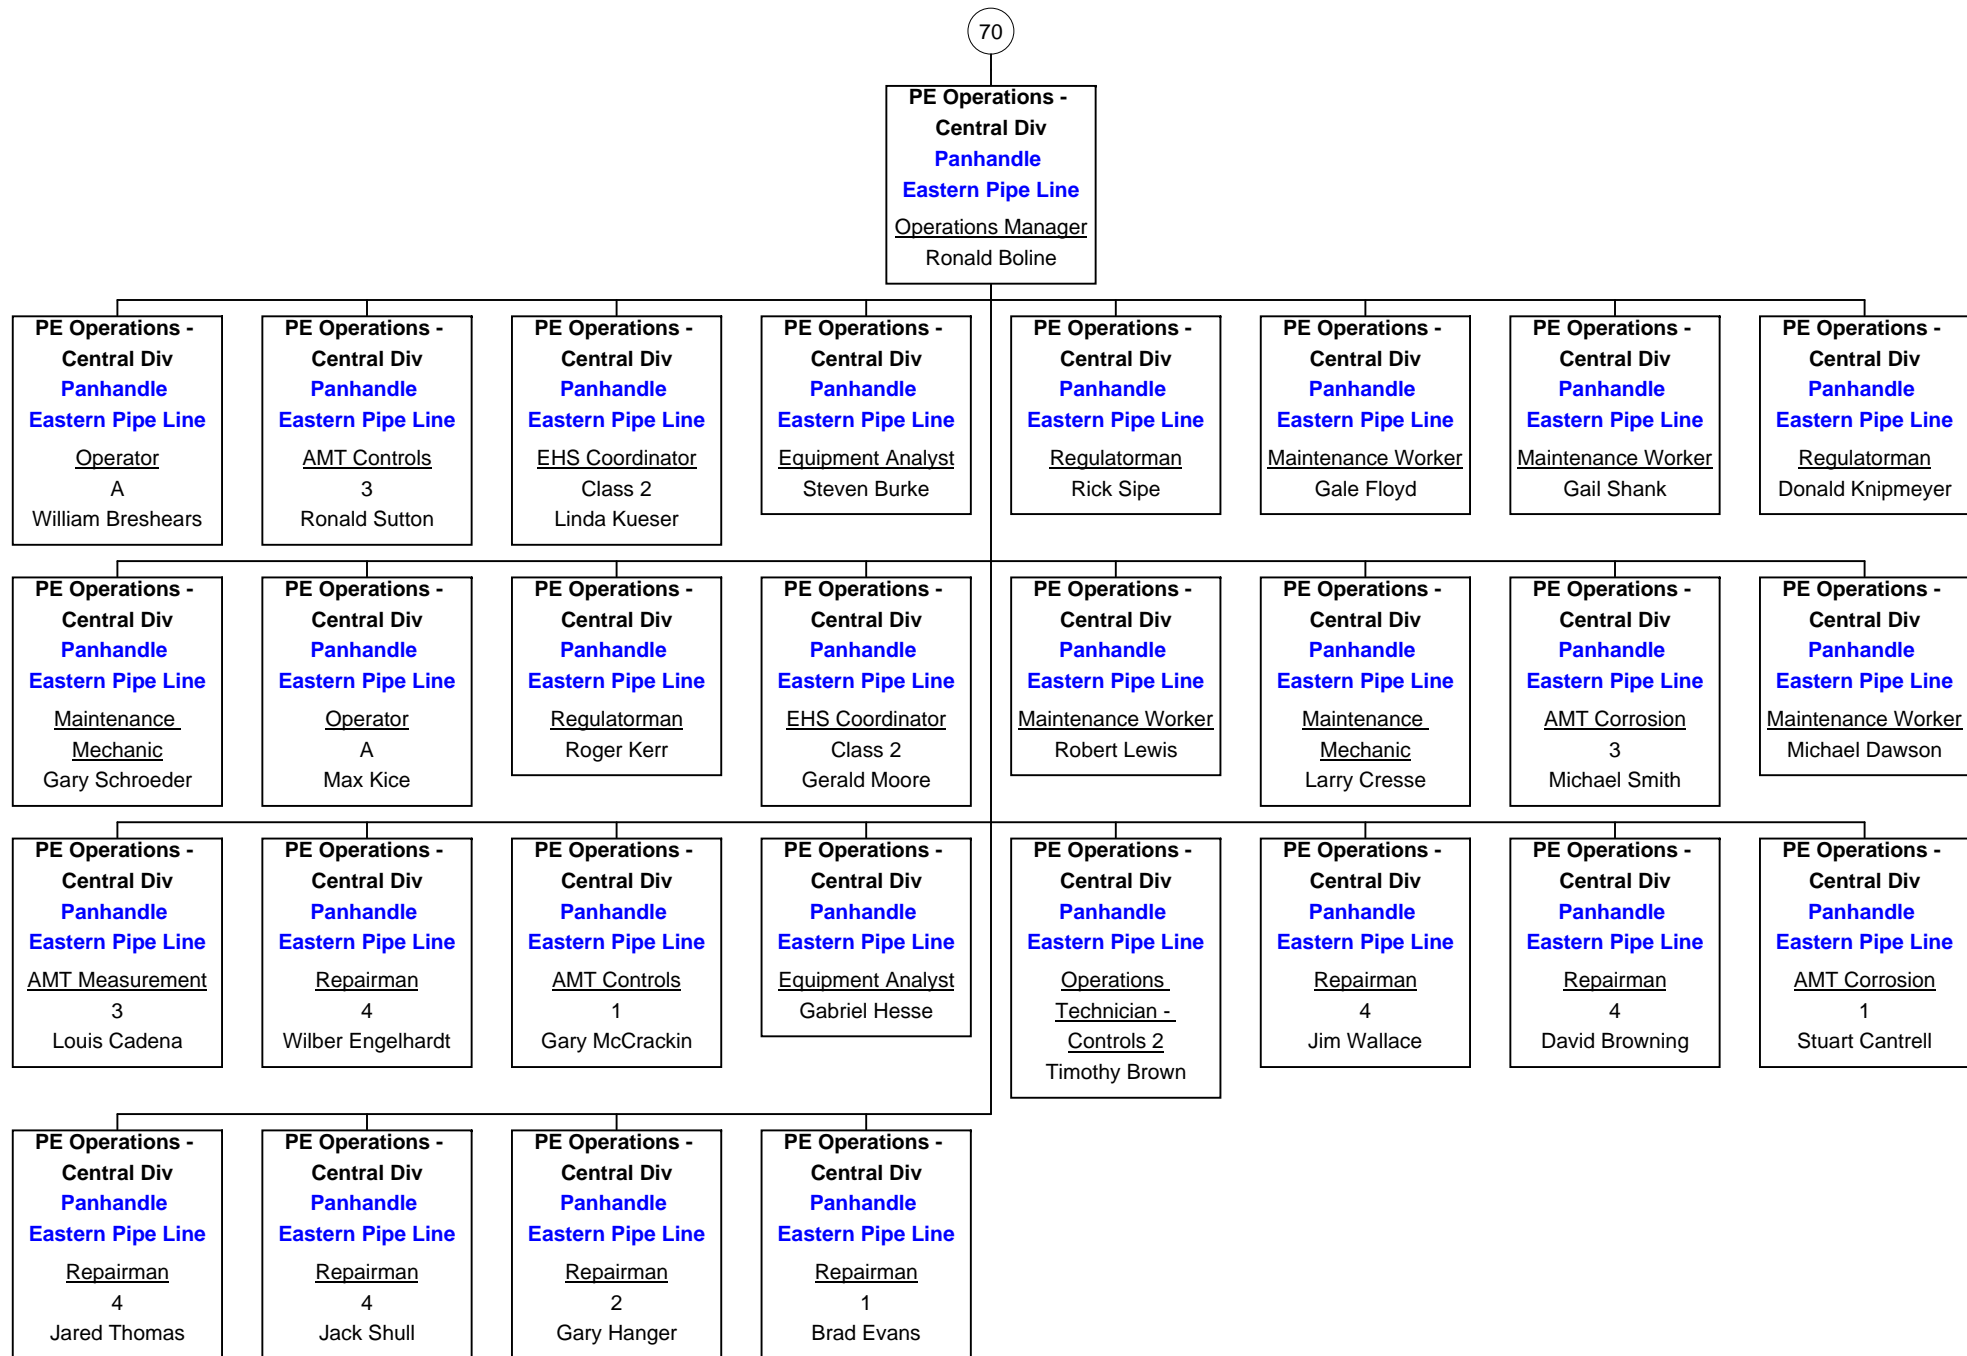 70
PE Operations -
Central Div
Panhandle
Eastern Pipe Line
Operations Manager
Ronald Boline
PE Operations -
Central Div
Panhandle
Eastern Pipe Line
Operator
A
William Breshears
PE Operations -
Central Div
Panhandle
Eastern Pipe Line
AMT Controls
3
Ronald Sutton
PE Operations -
Central Div
Panhandle
Eastern Pipe Line
EHS Coordinator
Class 2
Linda Kueser
PE Operations -
Central Div
Panhandle
Eastern Pipe Line
Equipment Analyst
Steven Burke
PE Operations -
Central Div
Panhandle
Eastern Pipe Line
Regulatorman
Rick Sipe
PE Operations -
Central Div
Panhandle
Eastern Pipe Line
Maintenance Worker
Gale Floyd
PE Operations -
Central Div
Panhandle
Eastern Pipe Line
Maintenance Worker
Gail Shank
PE Operations -
Central Div
Panhandle
Eastern Pipe Line
Regulatorman
Donald Knipmeyer
PE Operations -
Central Div
Panhandle
Eastern Pipe Line
Maintenance
Mechanic
Gary Schroeder
PE Operations -
Central Div
Panhandle
Eastern Pipe Line
Operator
A
Max Kice
PE Operations -
Central Div
Panhandle
Eastern Pipe Line
Regulatorman
Roger Kerr
PE Operations -
Central Div
Panhandle
Eastern Pipe Line
EHS Coordinator
Class 2
Gerald Moore
PE Operations -
Central Div
Panhandle
Eastern Pipe Line
Maintenance Worker
Robert Lewis
PE Operations -
Central Div
Panhandle
Eastern Pipe Line
Maintenance
Mechanic
Larry Cresse
PE Operations -
Central Div
Panhandle
Eastern Pipe Line
AMT Corrosion
3
Michael Smith
PE Operations -
Central Div
Panhandle
Eastern Pipe Line
Maintenance Worker
Michael Dawson
PE Operations -
Central Div
Panhandle
Eastern Pipe Line
AMT Measurement
3
Louis Cadena
PE Operations -
Central Div
Panhandle
Eastern Pipe Line
Repairman
4
Wilber Engelhardt
PE Operations -
Central Div
Panhandle
Eastern Pipe Line
AMT Controls
1
Gary McCrackin
PE Operations -
Central Div
Panhandle
Eastern Pipe Line
Equipment Analyst
Gabriel Hesse
PE Operations -
Central Div
Panhandle
Eastern Pipe Line
Operations
Technician -
Controls 2
Timothy Brown
PE Operations -
Central Div
Panhandle
Eastern Pipe Line
Repairman
4
Jim Wallace
PE Operations -
Central Div
Panhandle
Eastern Pipe Line
Repairman
4
David Browning
PE Operations -
Central Div
Panhandle
Eastern Pipe Line
AMT Corrosion
1
Stuart Cantrell
PE Operations -
Central Div
Panhandle
Eastern Pipe Line
Repairman
4
Jared Thomas
PE Operations -
Central Div
Panhandle
Eastern Pipe Line
Repairman
4
Jack Shull
PE Operations -
Central Div
Panhandle
Eastern Pipe Line
Repairman
2
Gary Hanger
PE Operations -
Central Div
Panhandle
Eastern Pipe Line
Repairman
1
Brad Evans